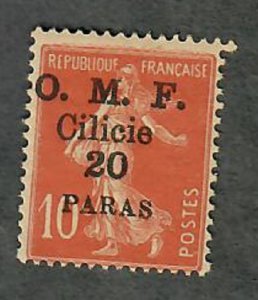 REPUBLIQUE FRANÇAISE
O. M. F.
Cilicie
20
PARAS
10
POSTES